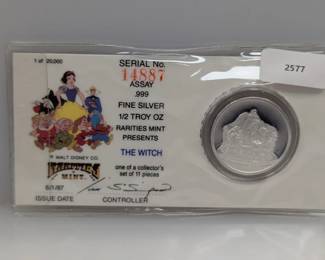 1 of 20,000
SERIAL No.
14887
ASSAY
.999
FINE SILVER
1/2 TROY OZ
RARITIES MINT
PRESENTS
THE WITCH
one of a collector's
set of 11 pieces
© WALT DISNEY CO.
RARITIES
MINT.
6/1/87
ISSUE DATE
CONTROLLER
2577